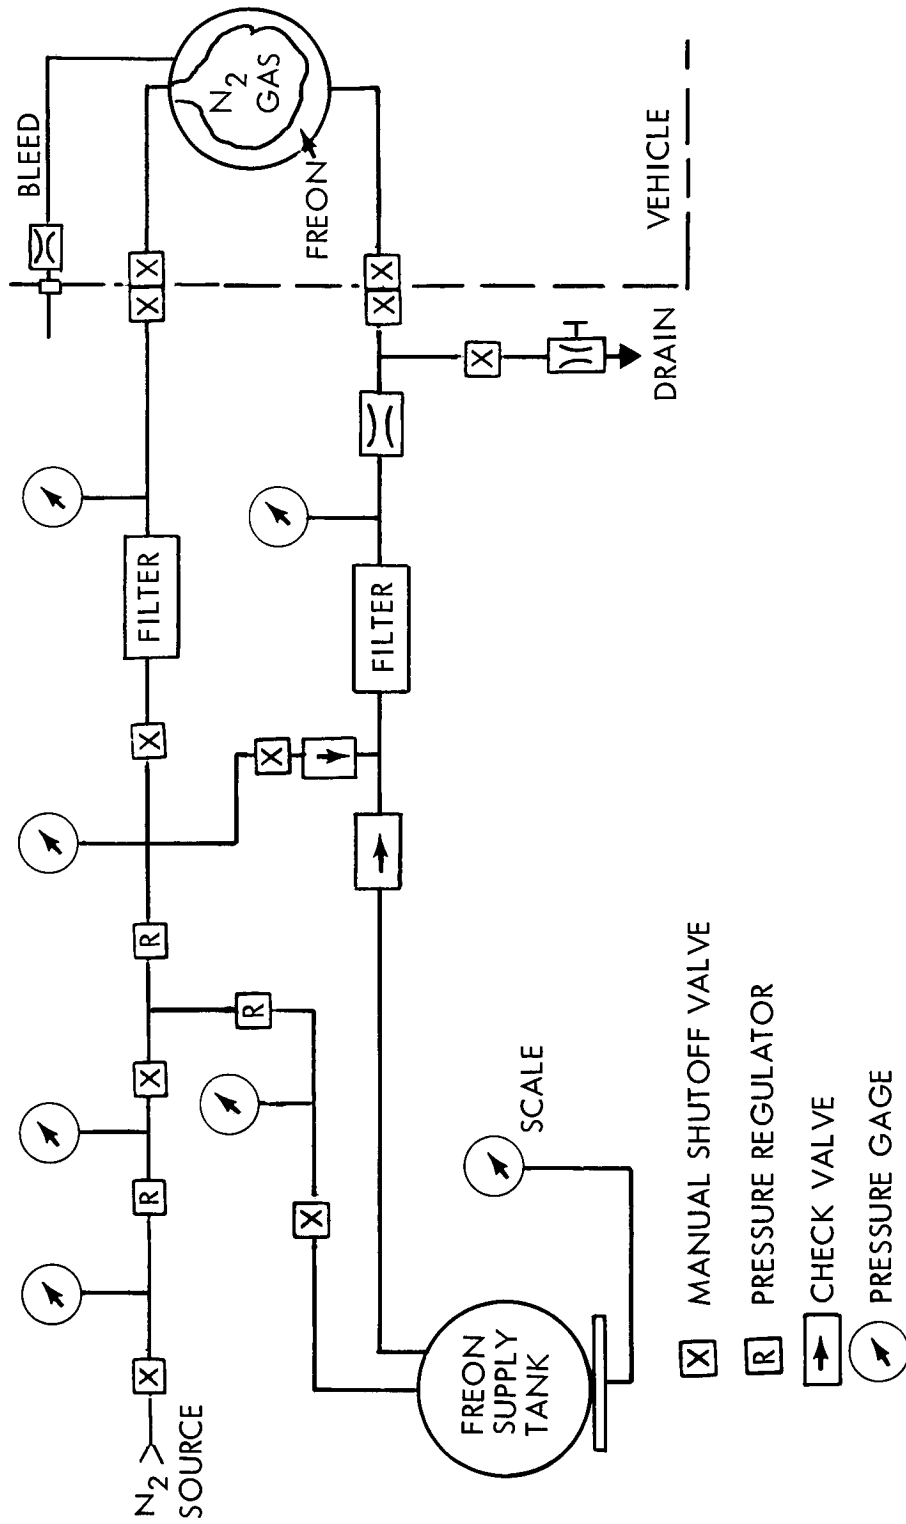 N2
SOURCE
X
R
X
R
X
FILTER
X
X
BLEED
N2
GAS
FREON
R
X
X
FILTER
X
X
X
DRAIN
VEHICLE
FREON
SUPPLY
TANK
SCALE
X MANUAL SHUTOFF VALVE
R PRESSURE REGULATOR
CHECK VALVE
PRESSURE GAGE